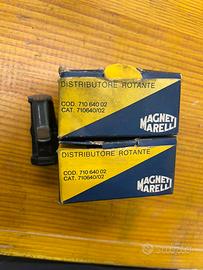 DISTRIBUTORE ROTANTE
COD. 710 640 02
CAT. 710640/02
MAGNETI
MARELLI
DISTRIBUTORE ROTANTE
COD. 710 640 02
CAT. 710640/02
MAGNETI
MARELLI
subito